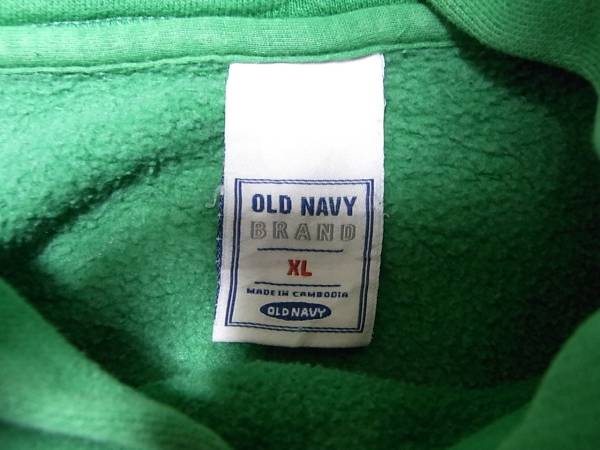 OLD NAVY
BRAND
XL
MADE IN CAMBODIA
OLD NAVY